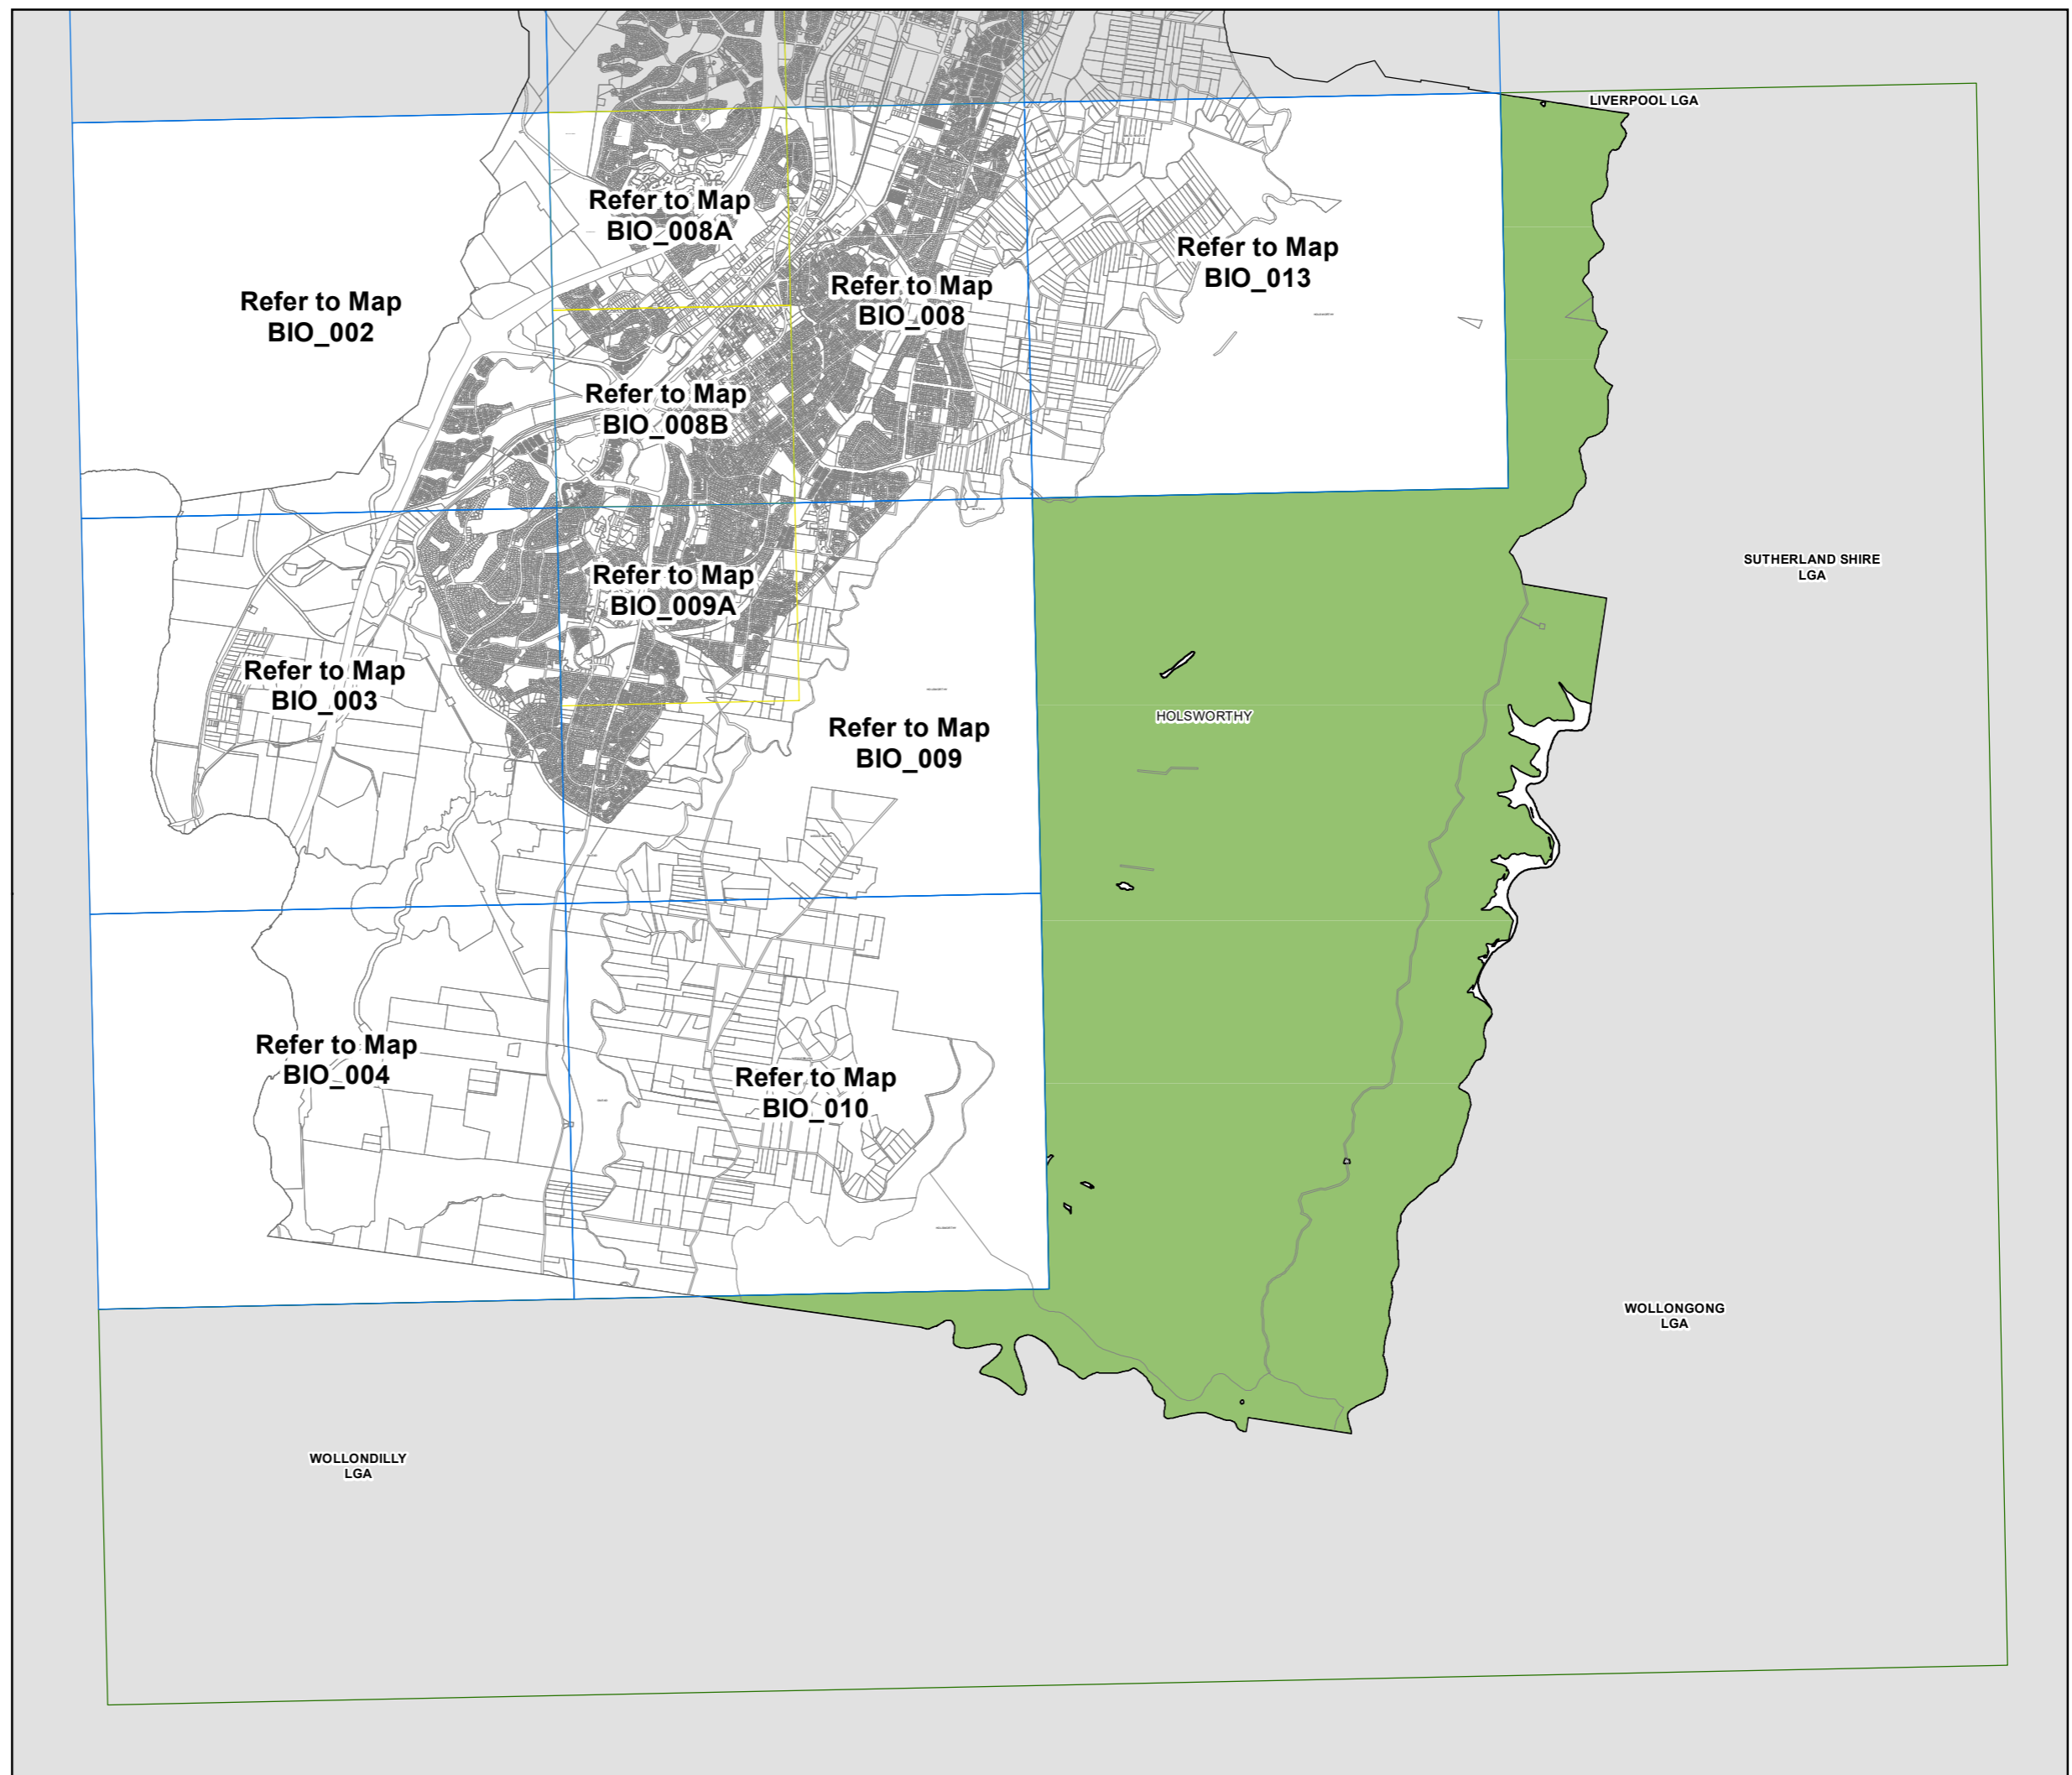 LIVERPOOL LGA
Refer to Map
BIO_008A
Refer to Map
BIO_013
Refer to Map
BIO_008
Refer to Map
BIO_002
Refer to Map
BIO_008B
SUTHERLAND SHIRE
LGA
Refer to Map
BIO_009A
Refer to Map
BIO_003
HOLSWORTHY
Refer to Map
BIO_009
Refer to Map
BIO_004
Refer to Map
BIO_010
WOLLONGONG
LGA
WOLLONDILLY
LGA